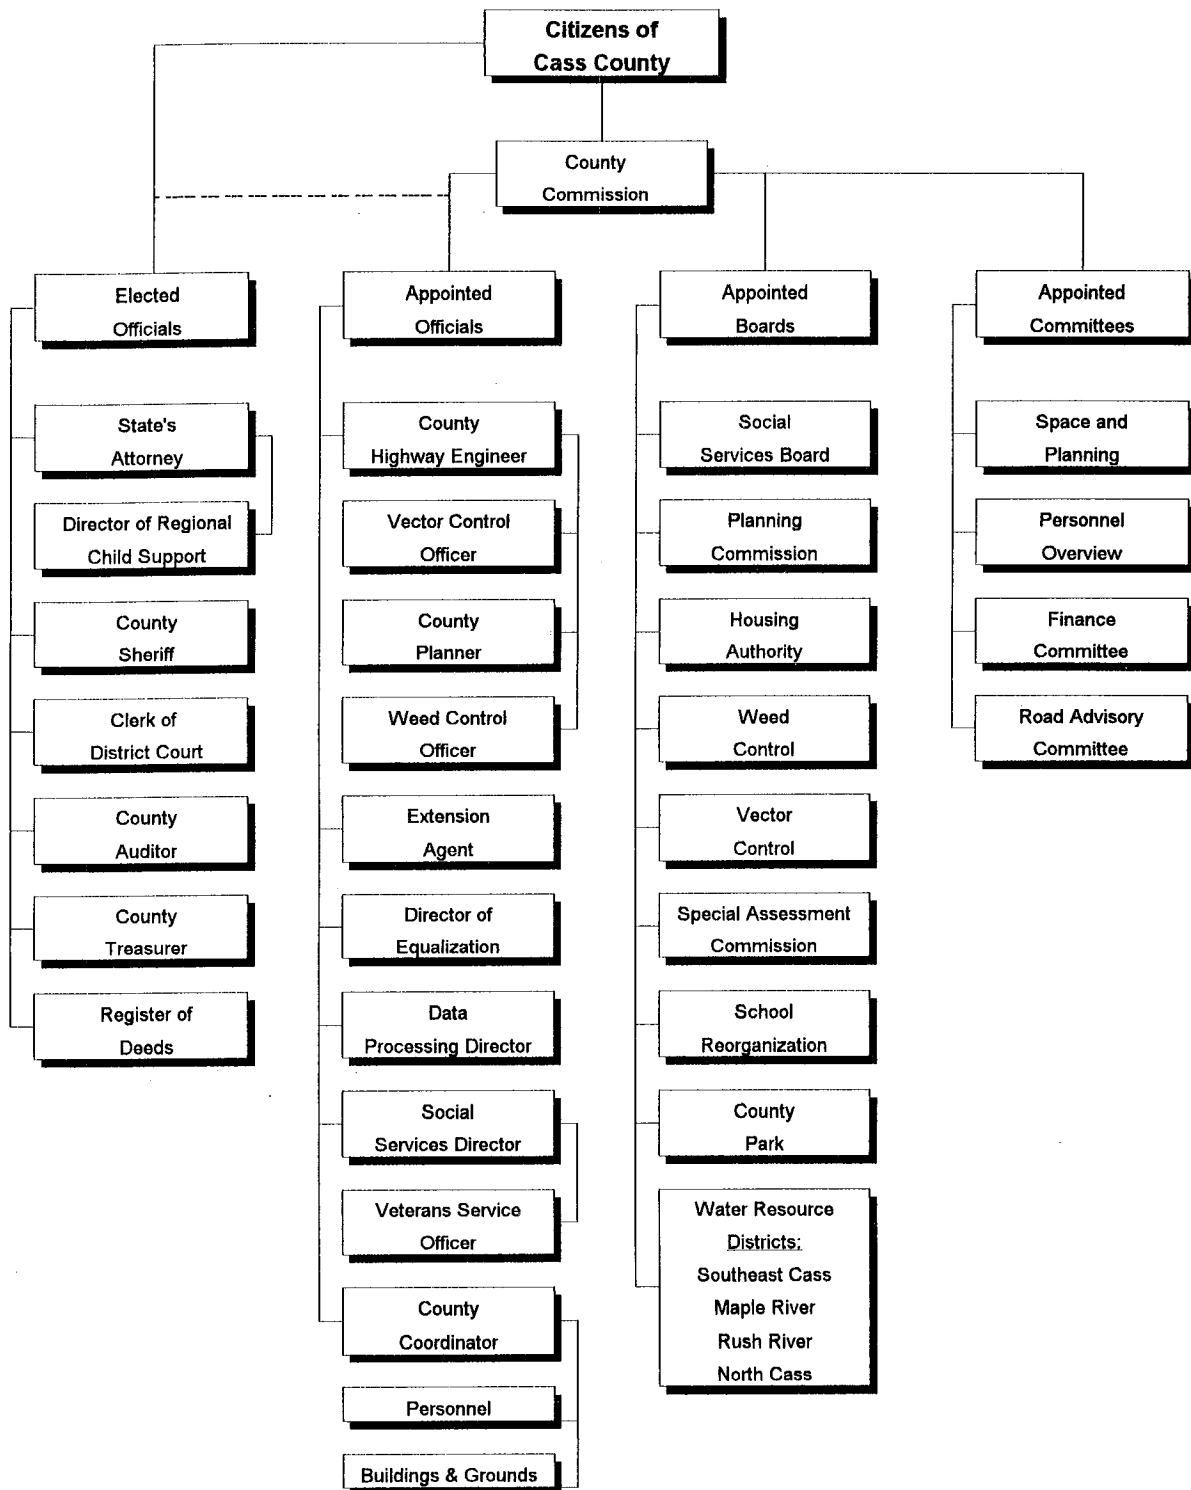 Citizens of
Cass County
County
Commission
Elected
Officials
State's
Attorney
Director of Regional
Child Support
County
Sheriff
Clerk of
District Court
County
Auditor
County
Treasurer
Register of
Deeds
Appointed
Officials
County
Highway Engineer
Vector Control
Officer
County
Planner
Weed Control
Officer
Extension
Agent
Director of
Equalization
Data
Processing Director
Social
Services Director
Veterans Service
Officer
County
Coordinator
Personnel
Buildings & Grounds
Appointed
Boards
Social
Services Board
Planning
Commission
Housing
Authority
Weed
Control
Vector
Control
Special Assessment
Commission
School
Reorganization
County
Park
Water Resource
Districts:
Southeast Cass
Maple River
Rush River
North Cass
Appointed
Committees
Space and
Planning
Personnel
Overview
Finance
Committee
Road Advisory
Committee